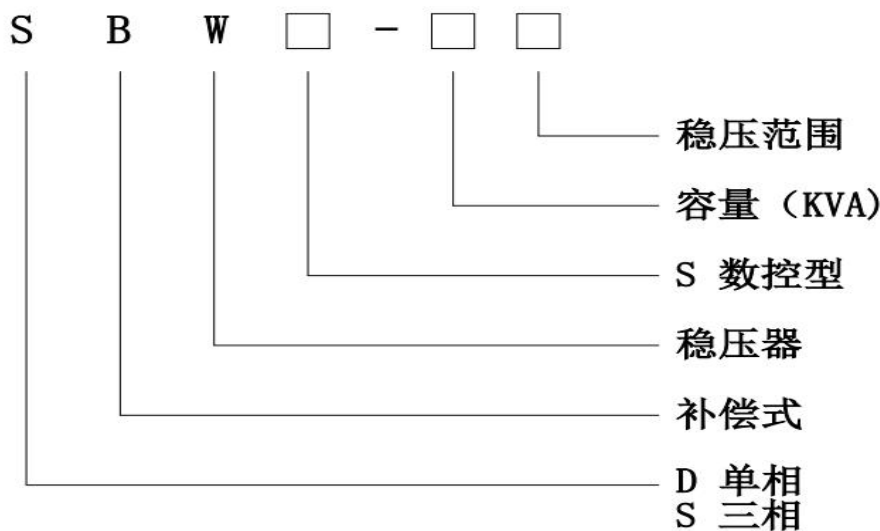 S B W □ - □ □
稳压范围
容量（KVA)
S 数控型
稳压器
补偿式
D 单相
S 三相